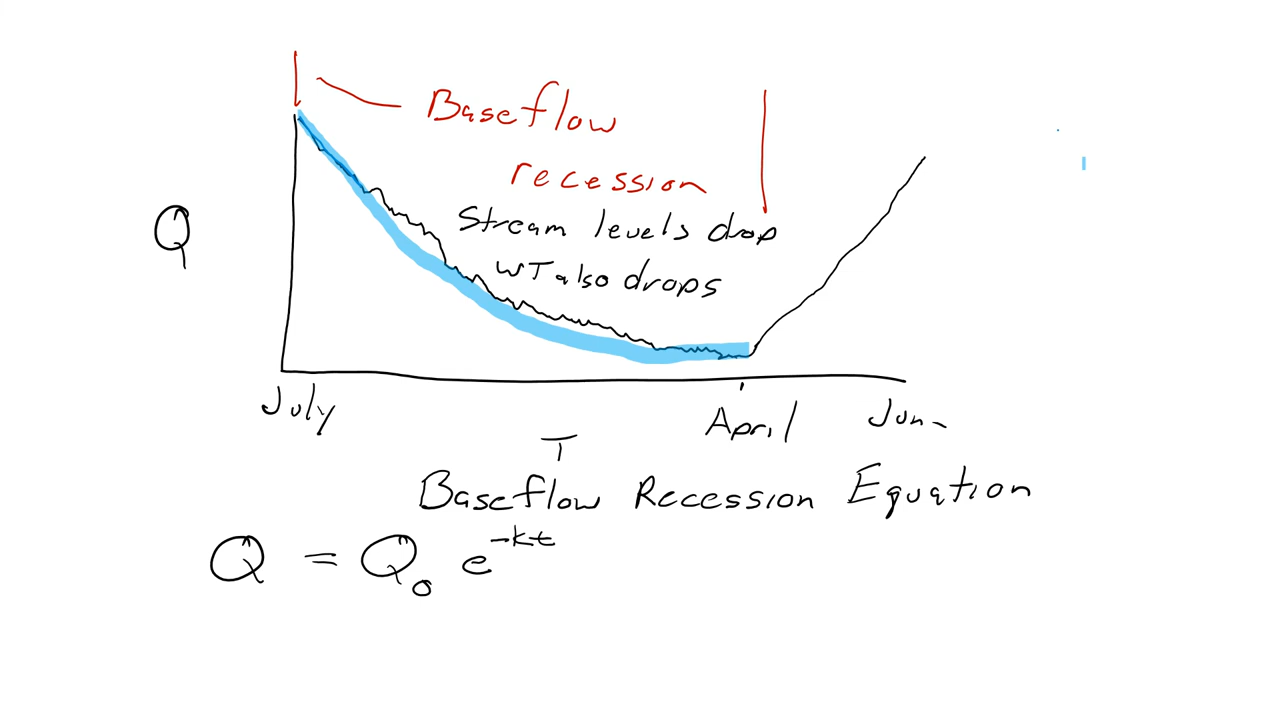 Baseflow
recession
Stream levels drop
WT also drops
Q
July
April
Jun
T
Baseflow Recession Equation
Q = Q₀ e^-kt